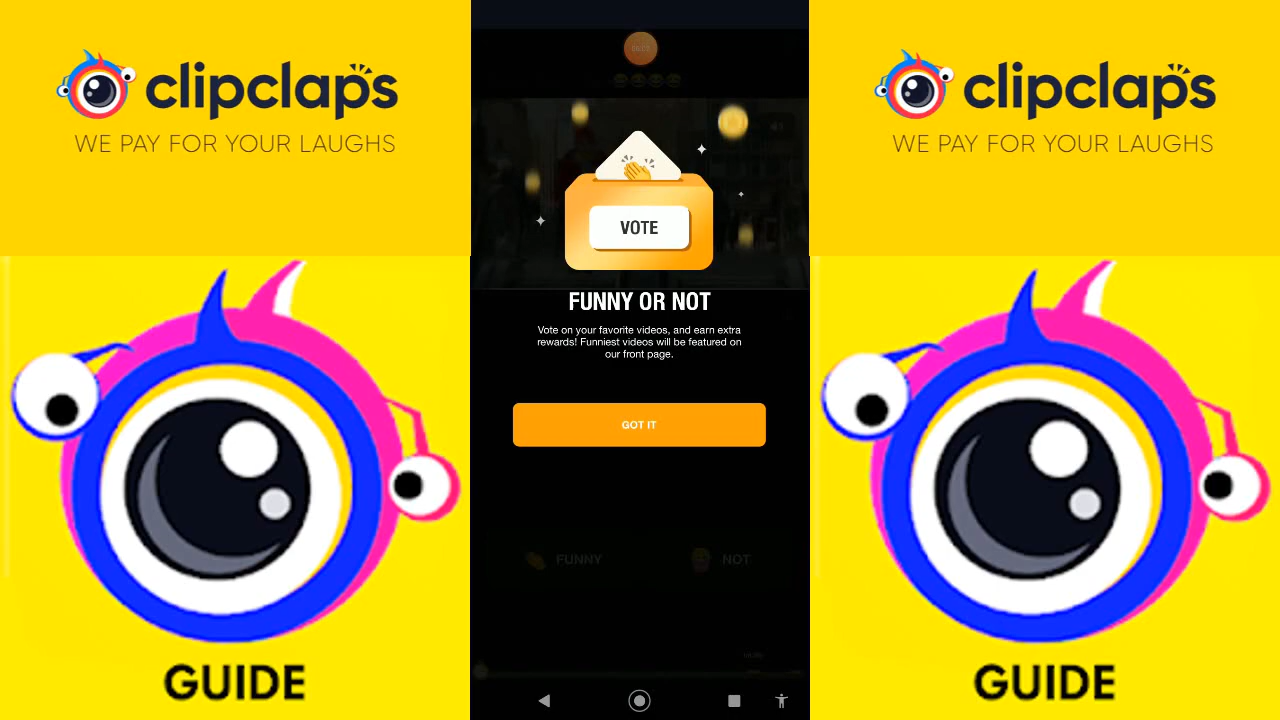 clipclaps
WE PAY FOR YOUR LAUGHS
GUIDE
VOTE
FUNNY OR NOT
Vote on your favorite videos, and earn extra
rewards! Funniest videos will be featured on
our front page.
GOT IT
FUNNY
NOT
clipclaps
WE PAY FOR YOUR LAUGHS
GUIDE